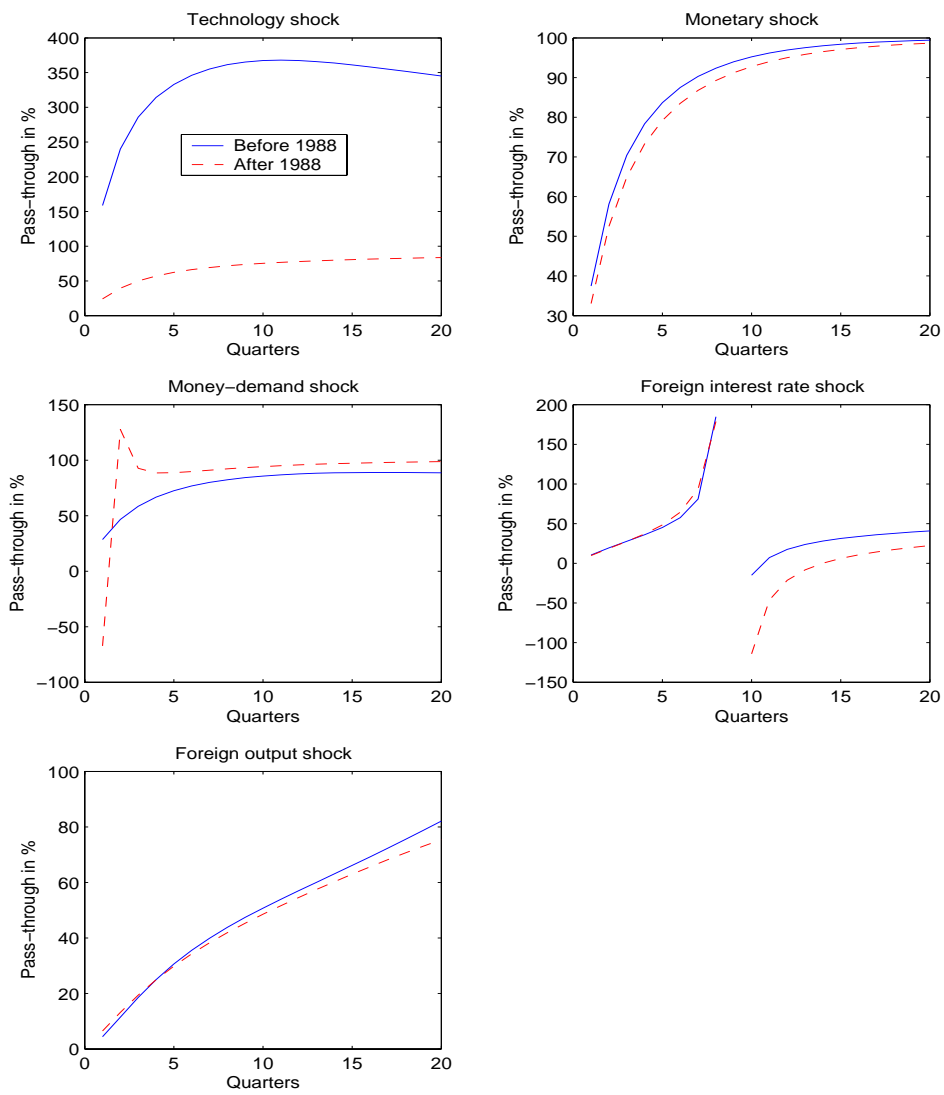 Technology shock
400
350
300
250
200
150
100
50
0
0 5 10 15 20
Pass-through in %
Quarters
Before 1988
After 1988
Monetary shock
100
90
80
70
60
50
40
30
0 5 10 15 20
Pass-through in %
Quarters
Money-demand shock
150
100
50
0
-50
-100
0 5 10 15 20
Pass-through in %
Quarters
Foreign interest rate shock
200
150
100
50
0
-50
-100
-150
0 5 10 15 20
Pass-through in %
Quarters
Foreign output shock
100
80
60
40
20
0
0 5 10 15 20
Pass-through in %
Quarters